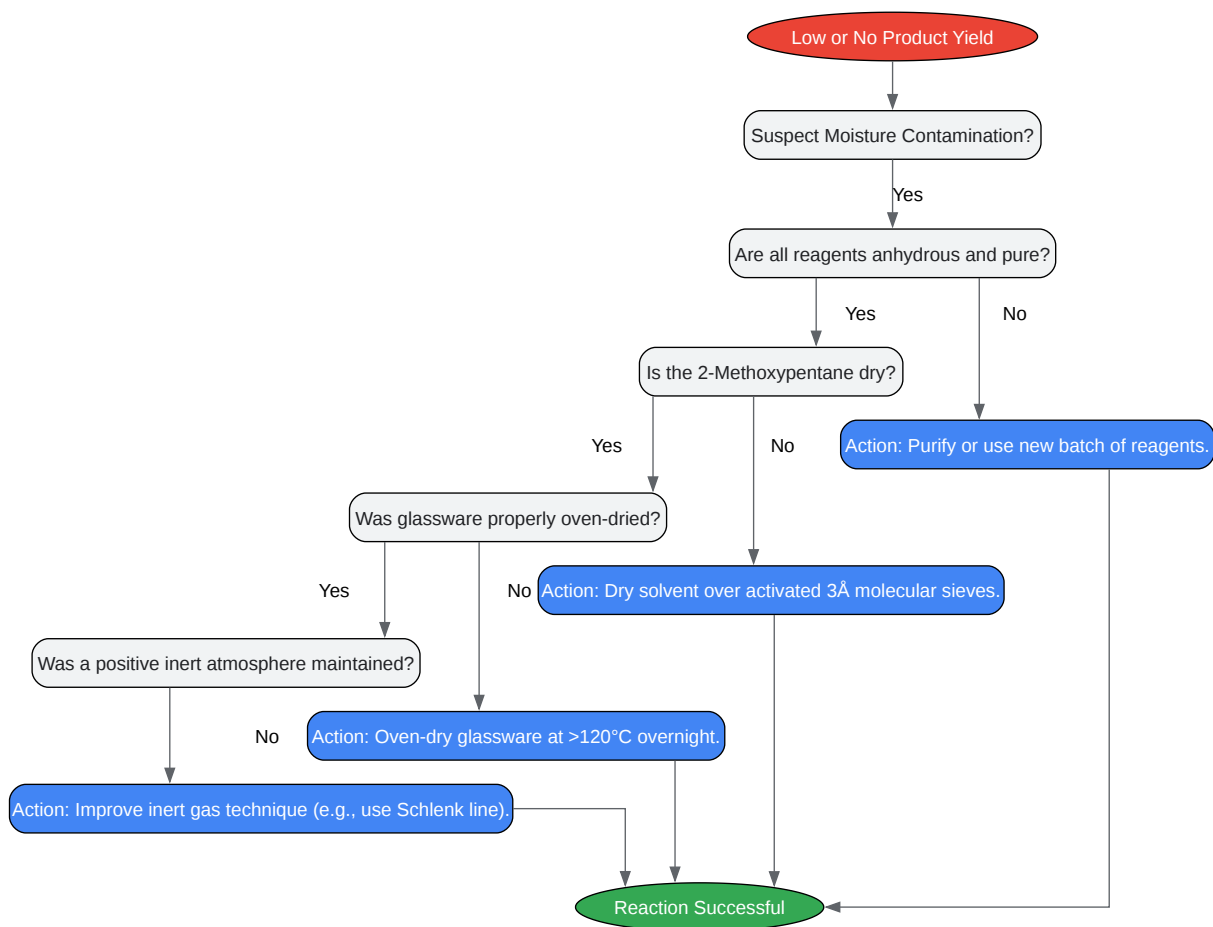 Low or No Product Yield
Suspect Moisture Contamination?
Yes
Are all reagents anhydrous and pure?
Yes
No
Is the 2-Methoxypentane dry?
Yes
No
Action: Purify or use new batch of reagents.
Was glassware properly oven-dried?
Yes
No
Action: Dry solvent over activated 3Å molecular sieves.
Was a positive inert atmosphere maintained?
No
Action: Oven-dry glassware at >120°C overnight.
Action: Improve inert gas technique (e.g., use Schlenk line).
Reaction Successful